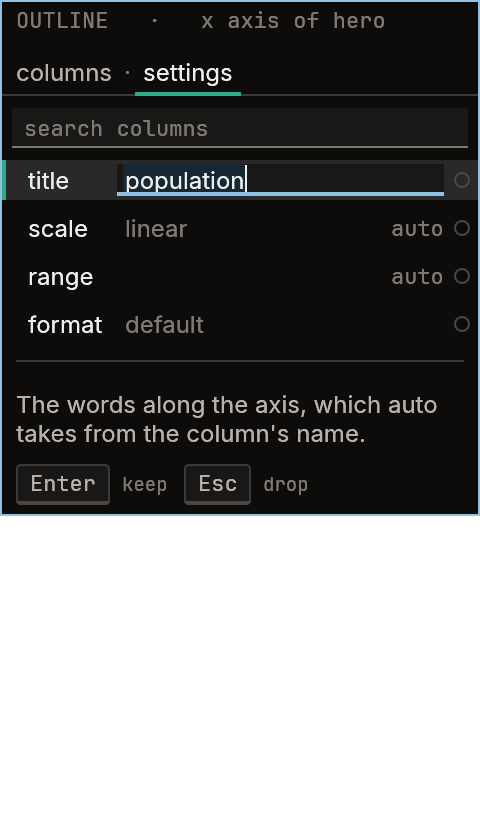 OUTLINE · x axis of hero
columns · settings
search columns
title population
scale linear auto
range auto
format default
The words along the axis, which auto
takes from the column's name.
Enter keep Esc drop